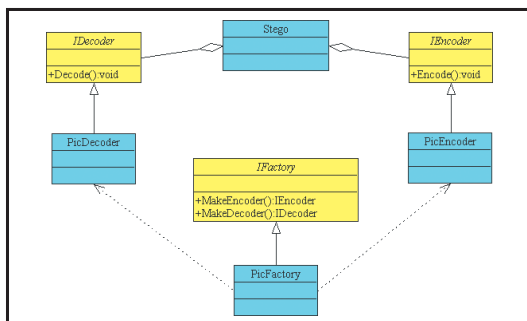 Stego
IDecoder
+Decode():void
IEncoder
+Encode():void
PicDecoder
PicEncoder
IFactory
+MakeEncoder():IEncoder
+MakeDecoder():IDecoder
PicFactory